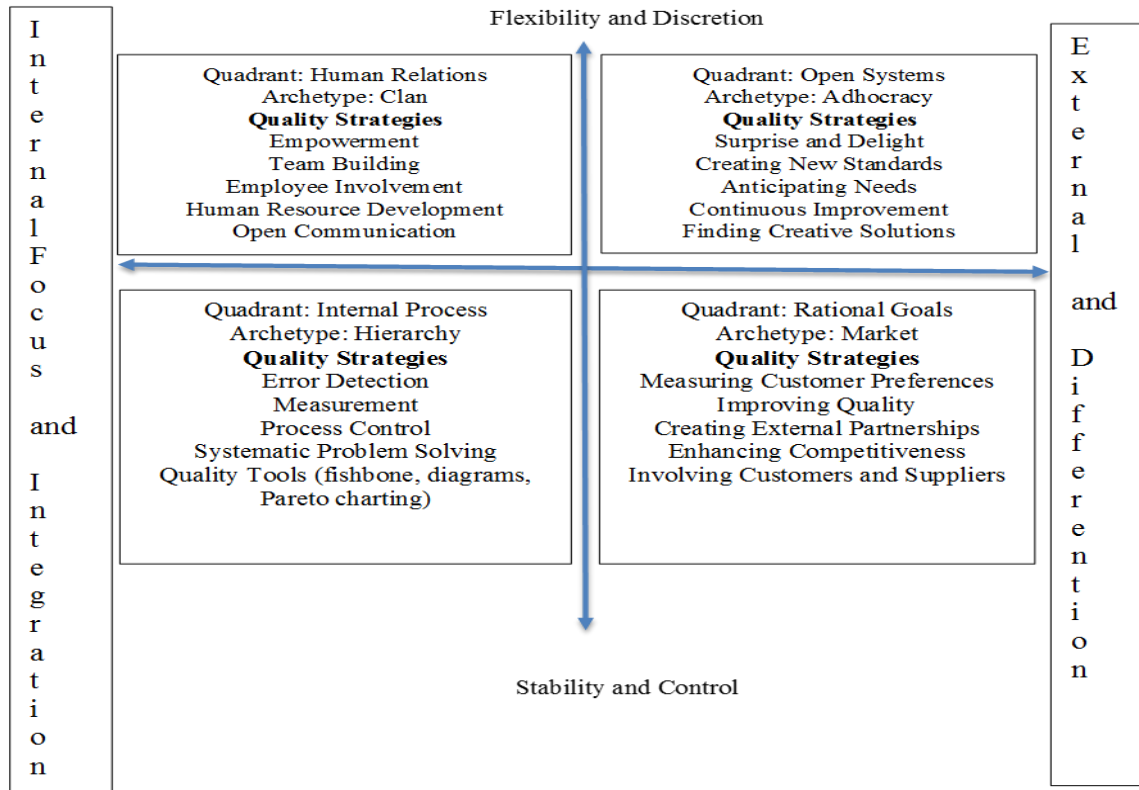 Flexibility and Discretion
Internal Focus and Integration
Quadrant: Human Relations
Archetype: Clan
Quality Strategies
Empowerment
Team Building
Employee Involvement
Human Resource Development
Open Communication
Quadrant: Open Systems
Archetype: Adhocracy
Quality Strategies
Surprise and Delight
Creating New Standards
Anticipating Needs
Continuous Improvement
Finding Creative Solutions
External and Differention
Quadrant: Internal Process
Archetype: Hierarchy
Quality Strategies
Error Detection
Measurement
Process Control
Systematic Problem Solving
Quality Tools (fishbone, diagrams,
Pareto charting)
Quadrant: Rational Goals
Archetype: Market
Quality Strategies
Measuring Customer Preferences
Improving Quality
Creating External Partnerships
Enhancing Competitiveness
Involving Customers and Suppliers
Stability and Control